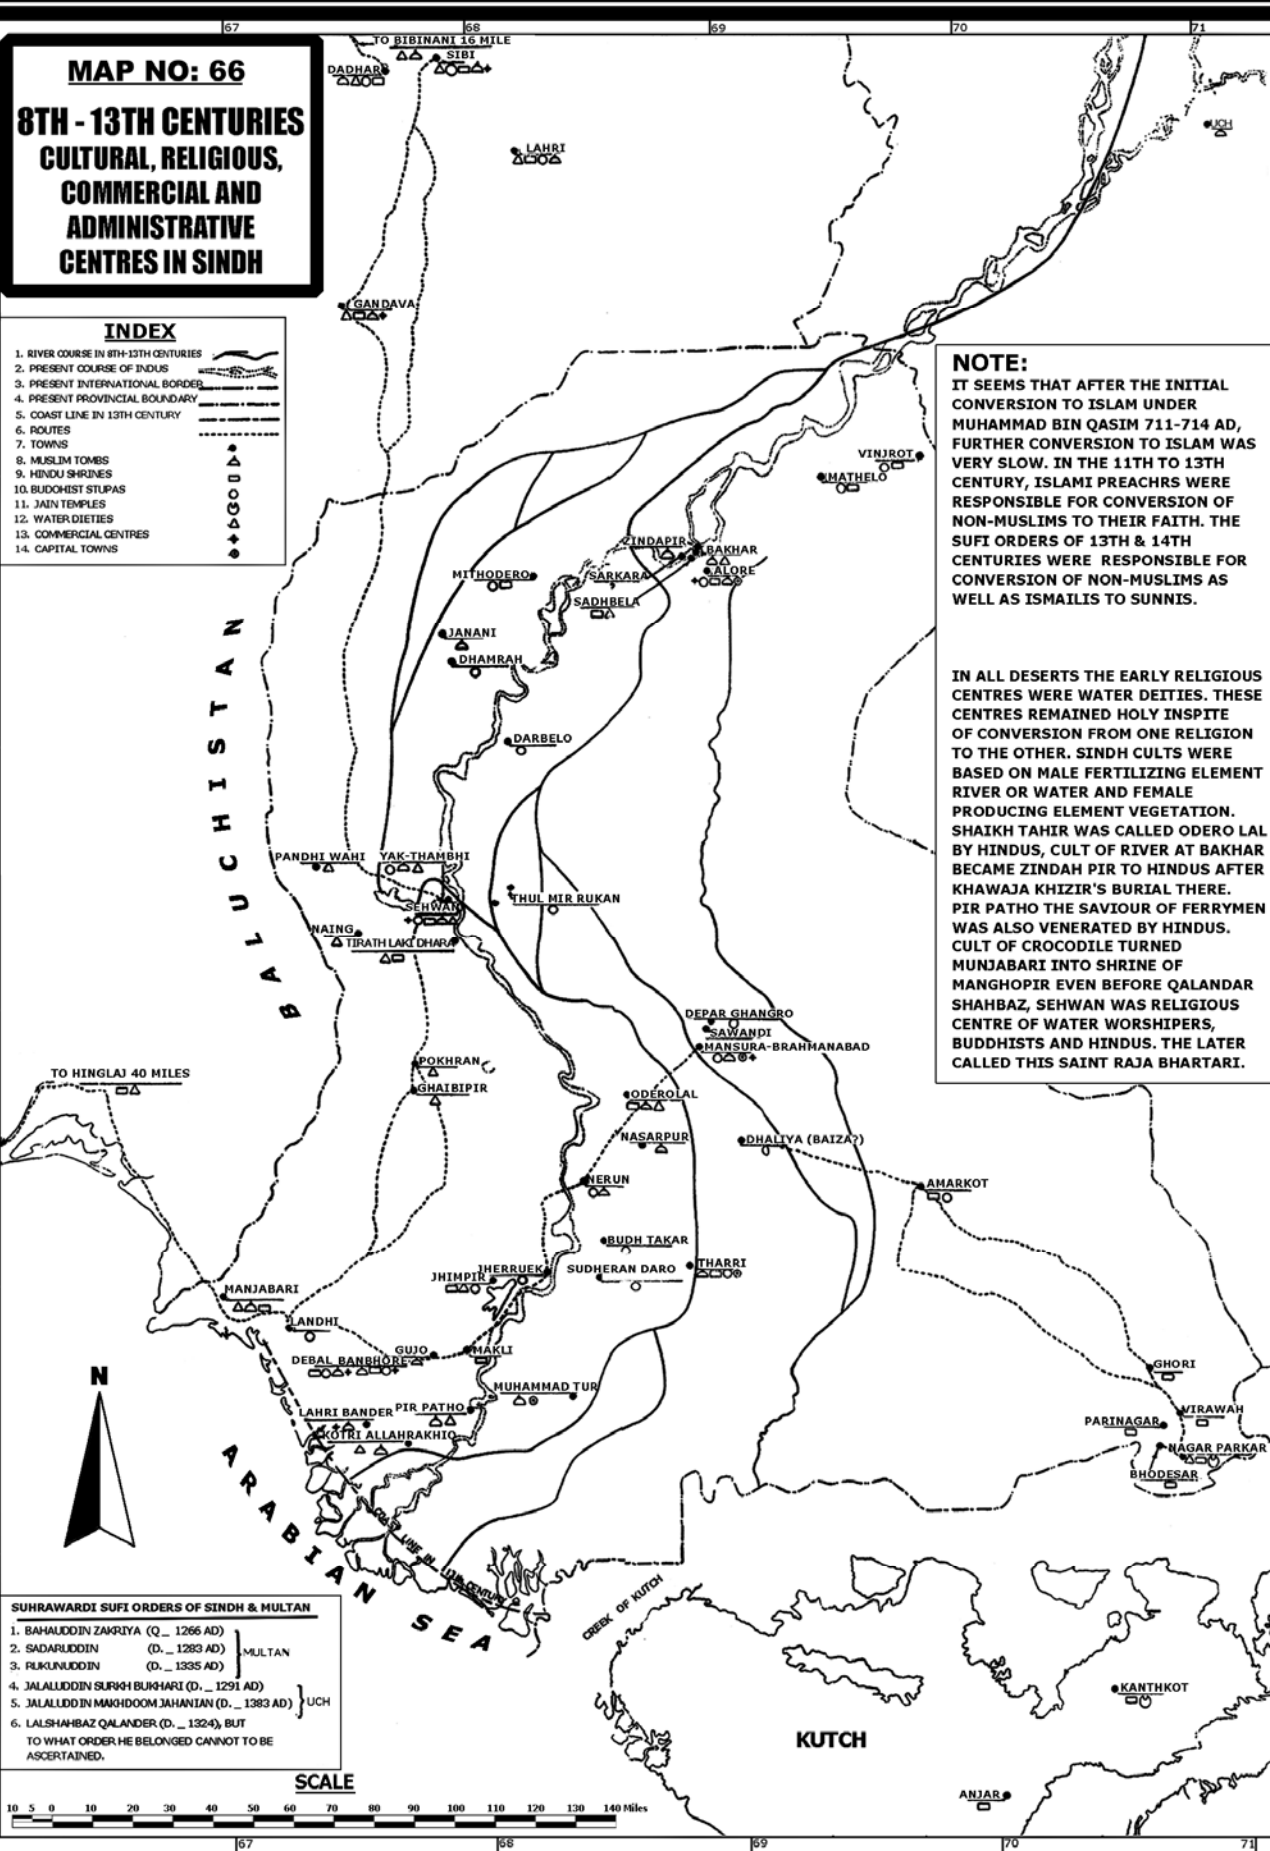 67 68 69 70 71
MAP NO: 66
8TH - 13TH CENTURIES
CULTURAL, RELIGIOUS,
COMMERCIAL AND
ADMINISTRATIVE
CENTRES IN SINDH
TO BIBINANI 16 MILE
SIBI
DADHAR
LAHRI
UCH
GANDAVA
INDEX
1. RIVER COURSE IN 8TH-13TH CENTURIES
2. PRESENT COURSE OF INDUS
3. PRESENT INTERNATIONAL BORDER
4. PRESENT PROVINCIAL BOUNDARY
5. COAST LINE IN 13TH CENTURY
6. ROUTES
7. TOWNS
8. MUSLIM TOMBS
9. HINDU SHRINES
10. BUDOHIST STUPAS
11. JAIN TEMPLES
12. WATER DIETIES
13. COMMERCIAL CENTRES
14. CAPITAL TOWNS
NOTE:
IT SEEMS THAT AFTER THE INITIAL
CONVERSION TO ISLAM UNDER
MUHAMMAD BIN QASIM 711-714 AD,
FURTHER CONVERSION TO ISLAM WAS
VERY SLOW. IN THE 11TH TO 13TH
CENTURY, ISLAMI PREACHRS WERE
RESPONSIBLE FOR CONVERSION OF
NON-MUSLIMS TO THEIR FAITH. THE
SUFI ORDERS OF 13TH & 14TH
CENTURIES WERE RESPONSIBLE FOR
CONVERSION OF NON-MUSLIMS AS
WELL AS ISMAILIS TO SUNNIS.
IN ALL DESERTS THE EARLY RELIGIOUS
CENTRES WERE WATER DEITIES. THESE
CENTRES REMAINED HOLY INSPITE
OF CONVERSION FROM ONE RELIGION
TO THE OTHER. SINDH CULTS WERE
BASED ON MALE FERTILIZING ELEMENT
RIVER OR WATER AND FEMALE
PRODUCING ELEMENT VEGETATION.
SHAIKH TAHIR WAS CALLED ODERO LAL
BY HINDUS, CULT OF RIVER AT BAKHAR
BECAME ZINDAH PIR TO HINDUS AFTER
KHAWAJA KHIZIR'S BURIAL THERE.
PIR PATHO THE SAVIOUR OF FERRYMEN
WAS ALSO VENERATED BY HINDUS.
CULT OF CROCODILE TURNED
MUNJABARI INTO SHRINE OF
MANGHOPIR EVEN BEFORE QALANDAR
SHAHBAZ, SEHWAN WAS RELIGIOUS
CENTRE OF WATER WORSHIPERS,
BUDDHISTS AND HINDUS. THE LATER
CALLED THIS SAINT RAJA BHARTARI.
VINJROT
MATHELO
ZINDAPIR
BAKHAR
MITHODERO
SARKARA
ALORE
SADHBELA
JANANI
DHAMRAH
DARBELO
BALUCHISTAN
PANDHI WAHI
YAK-THAMBHI
SEHWAN
THUL MIR RUKAN
NAING
TIRATH LAKI DHARA
DEPAR GHANGRO
SAWANDI
MANSURA-BRAHMANABAD
POKHRAN
GHAIBIPIR
TO HINGLAJ 40 MILES
ODEROLAL
NASARPUR
DHALIYA (BAIZA?)
NERUN
AMARKOT
BUDH TAKAR
JHERRUEK
SUDHERAN DARO
THARRI
JHIMPIR
MANJABARI
LANDHI
GUJO
MAKLI
DEBAL BANBHORE
GHORI
MUHAMMAD TUR
LAHRI BANDER
PIR PATHO
VIRAWAH
PARINAGAR
KOTRI ALLAHRAKHIO
NAGAR PARKAR
BHODESAR
N
ARABIAN SEA
COAST LINE IN 13TH CENTURY
CREEK OF KUTCH
KUTCH
KANTHKOT
ANJAR
SUHRAWARDI SUFI ORDERS OF SINDH & MULTAN
1. BAHAUDDIN ZAKRIYA (Q _ 1266 AD)
2. SADARUDDIN (D. _ 1283 AD)
MULTAN
3. RUKUNUDDIN (D. _ 1335 AD)
4. JALALUDDIN SURKH BUKHARI (D. _ 1291 AD)
5. JALALUDDIN MAKHDOOM JAHANIAN (D. _ 1383 AD)
UCH
6. LALSHAHBAZ QALANDER (D. _ 1324), BUT
TO WHAT ORDER HE BELONGED CANNOT TO BE
ASCERTAINED.
SCALE
10 5 0 10 20 30 40 50 60 70 80 90 100 110 120 130 140 Miles
67 68 69 70 71